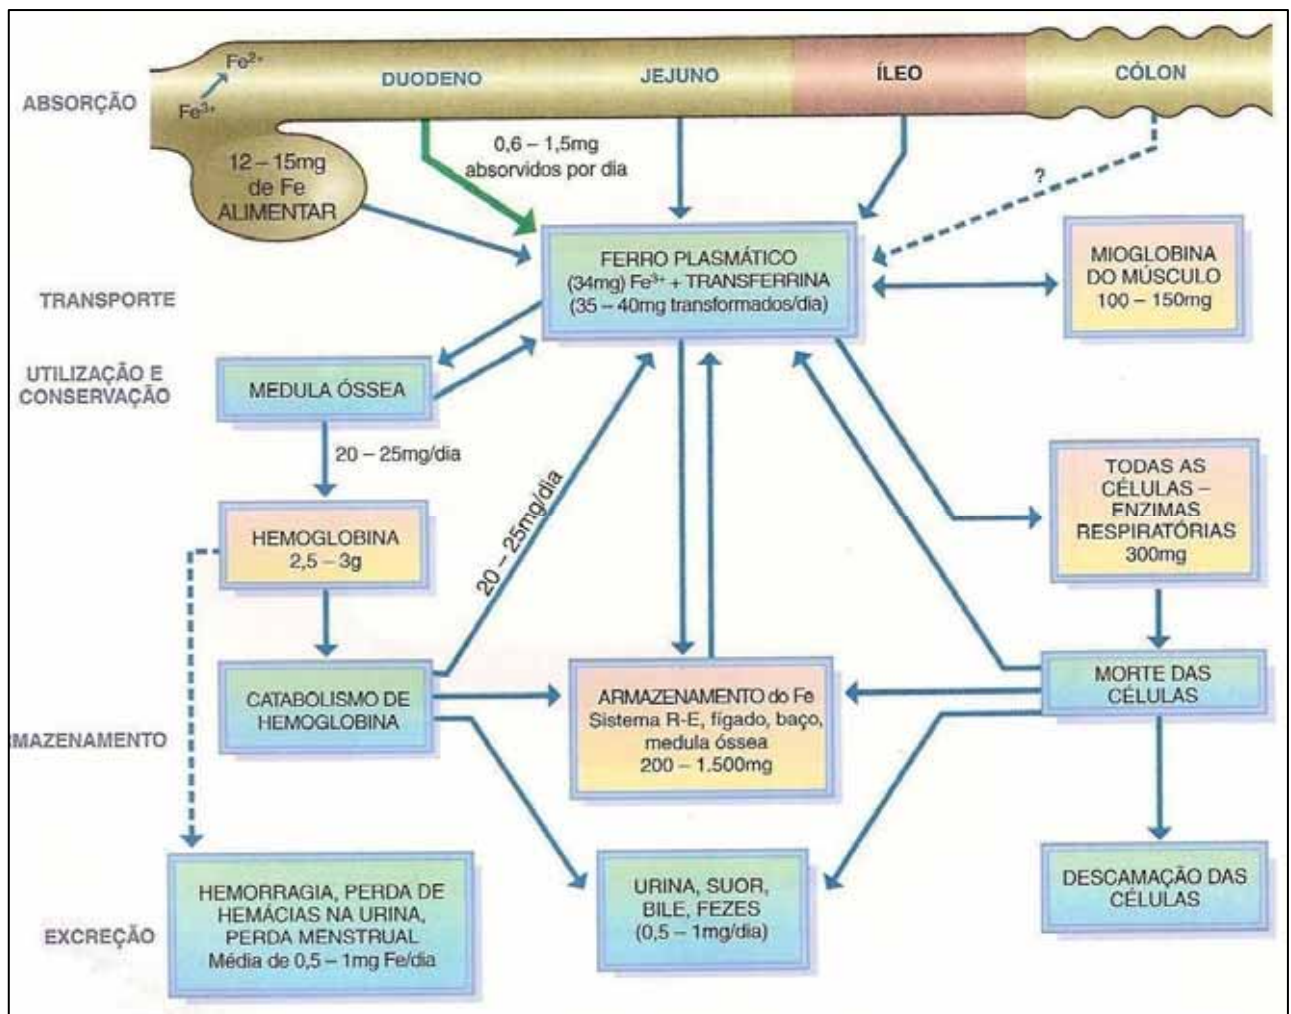 ABSORÇÃO
Fe³⁺
Fe²⁺
DUODENO
JEJUNO
ÍLEO
CÓLON
12 – 15mg
de Fe
ALIMENTAR
0,6 – 1,5mg
absorvidos por dia
?
TRANSPORTE
FERRO PLASMÁTICO
(34mg) Fe³⁺ + TRANSFERRINA
(35 – 40mg transformados/dia)
MIOGLOBINA
DO MÚSCULO
100 – 150mg
UTILIZAÇÃO E
CONSERVAÇÃO
MEDULA ÓSSEA
20 – 25mg/dia
HEMOGLOBINA
2,5 – 3g
20 – 25mg/dia
TODAS AS
CÉLULAS –
ENZIMAS
RESPIRATÓRIAS
300mg
RMAZENAMENTO
CATABOLISMO DE
HEMOGLOBINA
ARMAZENAMENTO do Fe
Sistema R-E, fígado, baço,
medula óssea
200 – 1.500mg
MORTE DAS
CÉLULAS
EXCREÇÃO
HEMORRAGIA, PERDA DE
HEMÁCIAS NA URINA,
PERDA MENSTRUAL
Média de 0,5 – 1mg Fe/dia
URINA, SUOR,
BILE, FEZES
(0,5 – 1mg/dia)
DESCAMAÇÃO DAS
CÉLULAS